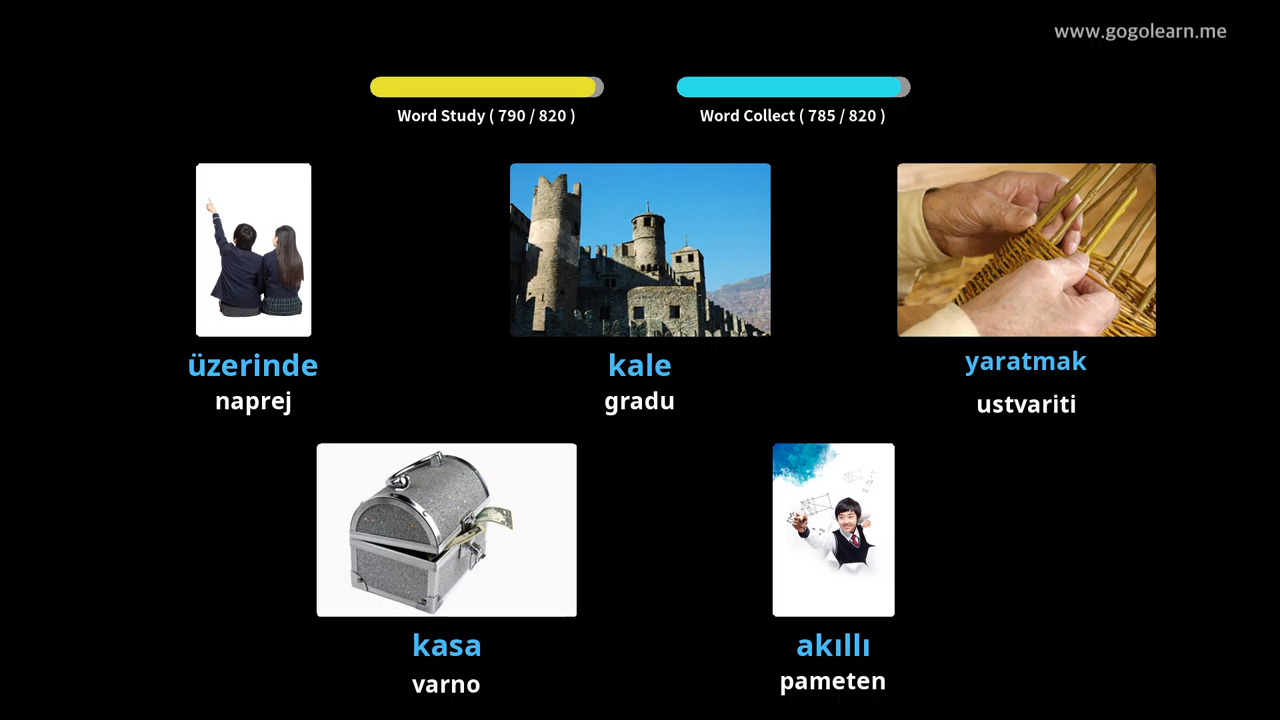 www.gogolearn.me
Word Study ( 790 / 820 )
Word Collect ( 785 / 820 )
üzerinde
naprej
kale
gradu
yaratmak
ustvariti
kasa
varno
akıllı
pameten